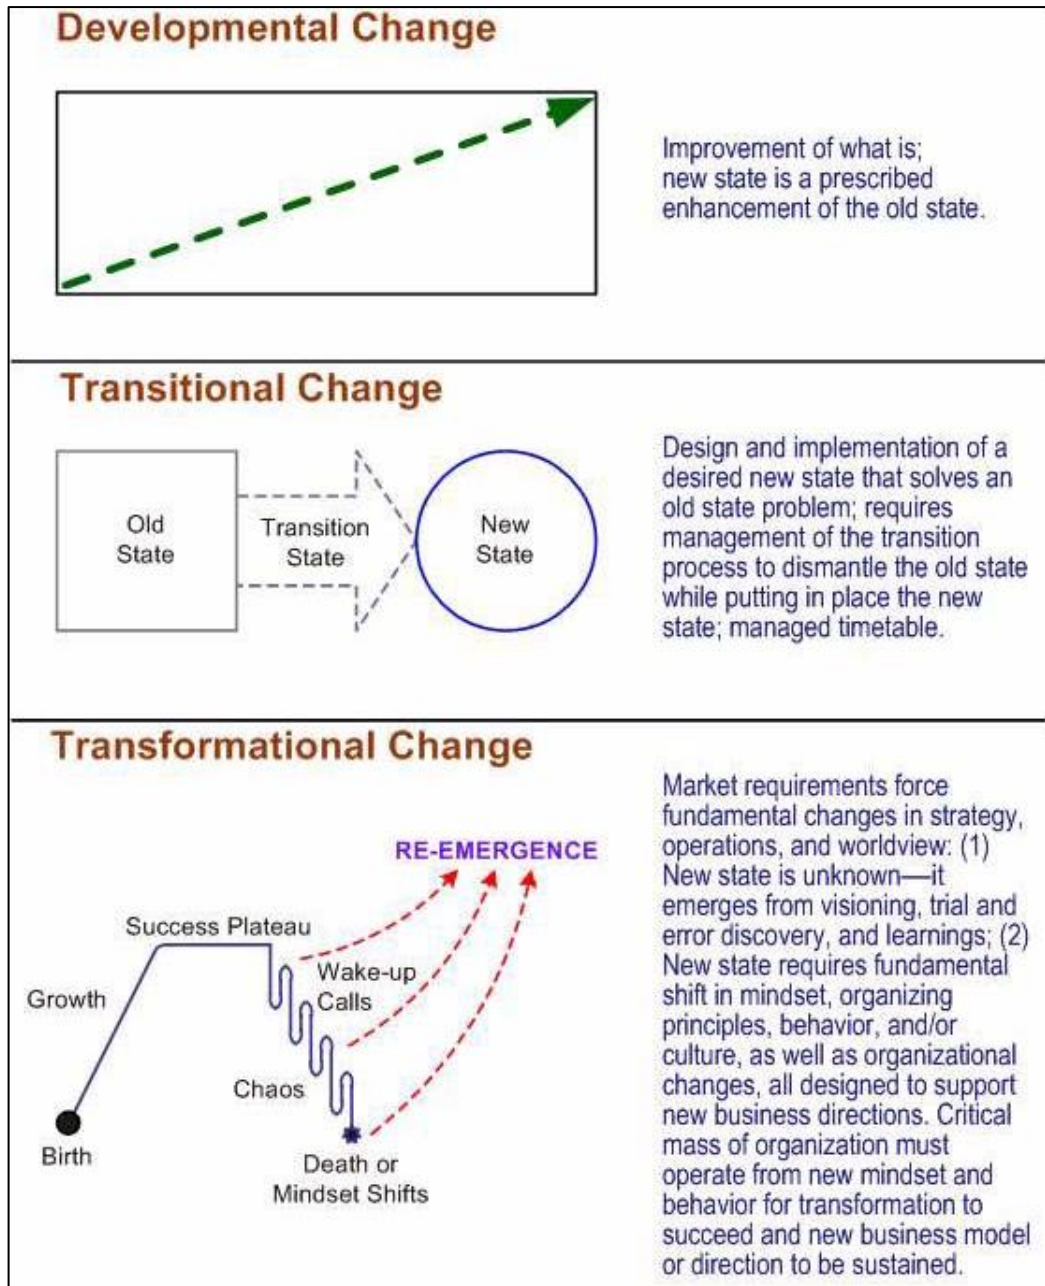 Developmental Change
Improvement of what is;
new state is a prescribed
enhancement of the old state.
Transitional Change
Old
State
Transition
State
New
State
Design and implementation of a
desired new state that solves an
old state problem; requires
management of the transition
process to dismantle the old state
while putting in place the new
state; managed timetable.
Transformational Change
RE-EMERGENCE
Success Plateau
Growth
Wake-up
Calls
Chaos
Birth
Death or
Mindset Shifts
Market requirements force
fundamental changes in strategy,
operations, and worldview: (1)
New state is unknown—it
emerges from visioning, trial and
error discovery, and learnings; (2)
New state requires fundamental
shift in mindset, organizing
principles, behavior, and/or
culture, as well as organizational
changes, all designed to support
new business directions. Critical
mass of organization must
operate from new mindset and
behavior for transformation to
succeed and new business model
or direction to be sustained.